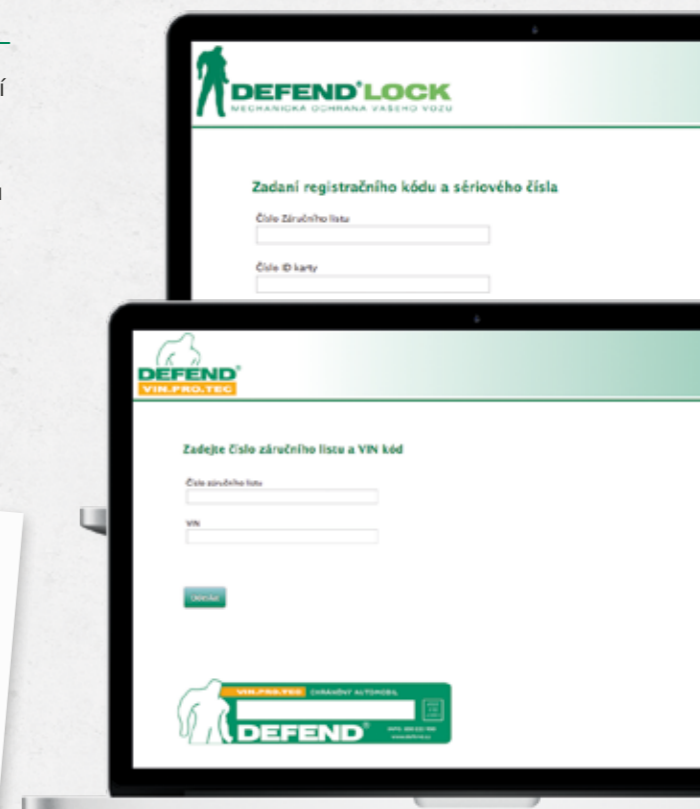 í
DEFEND®LOCK
MECHANICKÁ OCHRANA VAŠEHO VOZU
Zadaní registračního kódu a sériového čísla
Číslo Záručního listu
Číslo ID karty
DEFEND®
VIN.PRO.TEC
Zadejte číslo záručního listu a VIN kód
Číslo záručního listu
VIN
Odeslat
VIN.PRO.TEC CHRÁNĚNÝ AUTOMOBIL
DEFEND®